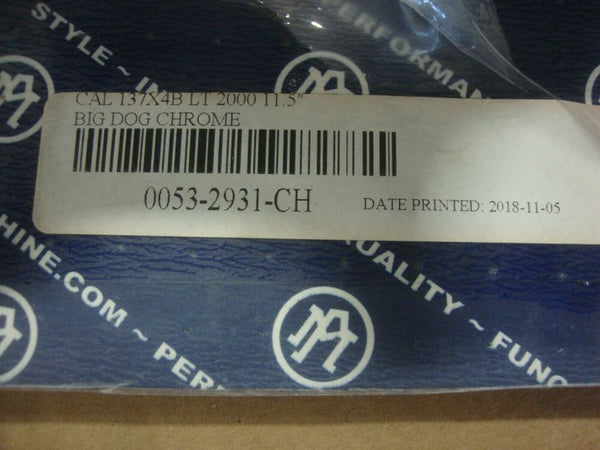 STYLE ~ IN
PERFORMAN
CAL 137X4B LT 2000 11.5"
BIG DOG CHROME
0053-2931-CH
DATE PRINTED: 2018-11-05
HINE.COM ~ PER
QUALITY ~ FUNC